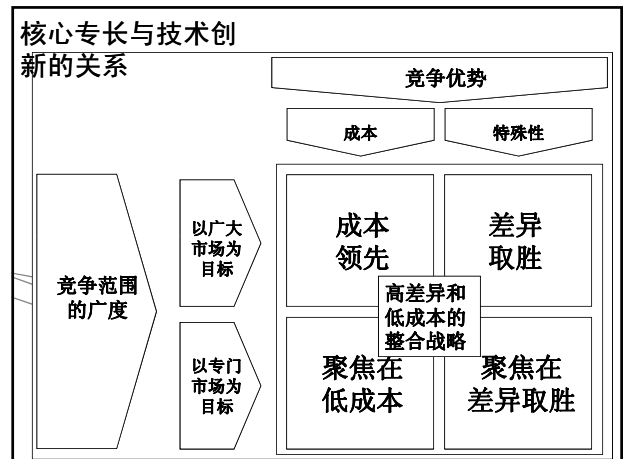 核心专长与技术创
新的关系
竞争优势
成本
特殊性
竞争范围
的广度
以广大
市场为
目标
成本
领先
差异
取胜
高差异和
低成本的
整合战略
以专门
市场为
目标
聚焦在
低成本
聚焦在
差异取胜